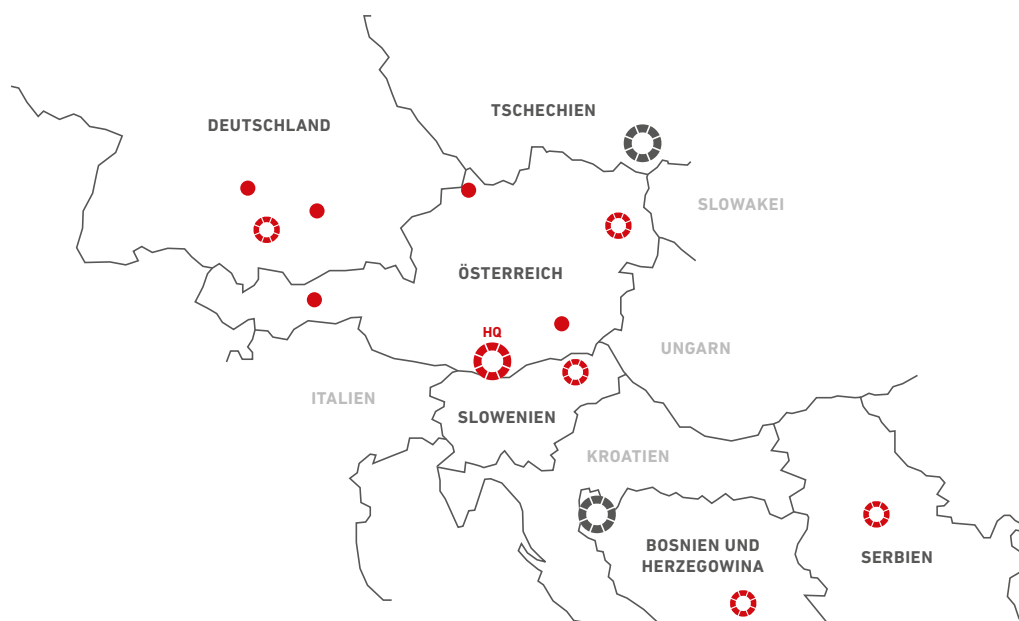 TSCHECHIEN
DEUTSCHLAND
SLOWAKEI
ÖSTERREICH
HQ
UNGARN
ITALIEN
SLOWENIEN
KROATIEN
BOSNIEN UND
HERZEGOWINA
SERBIEN